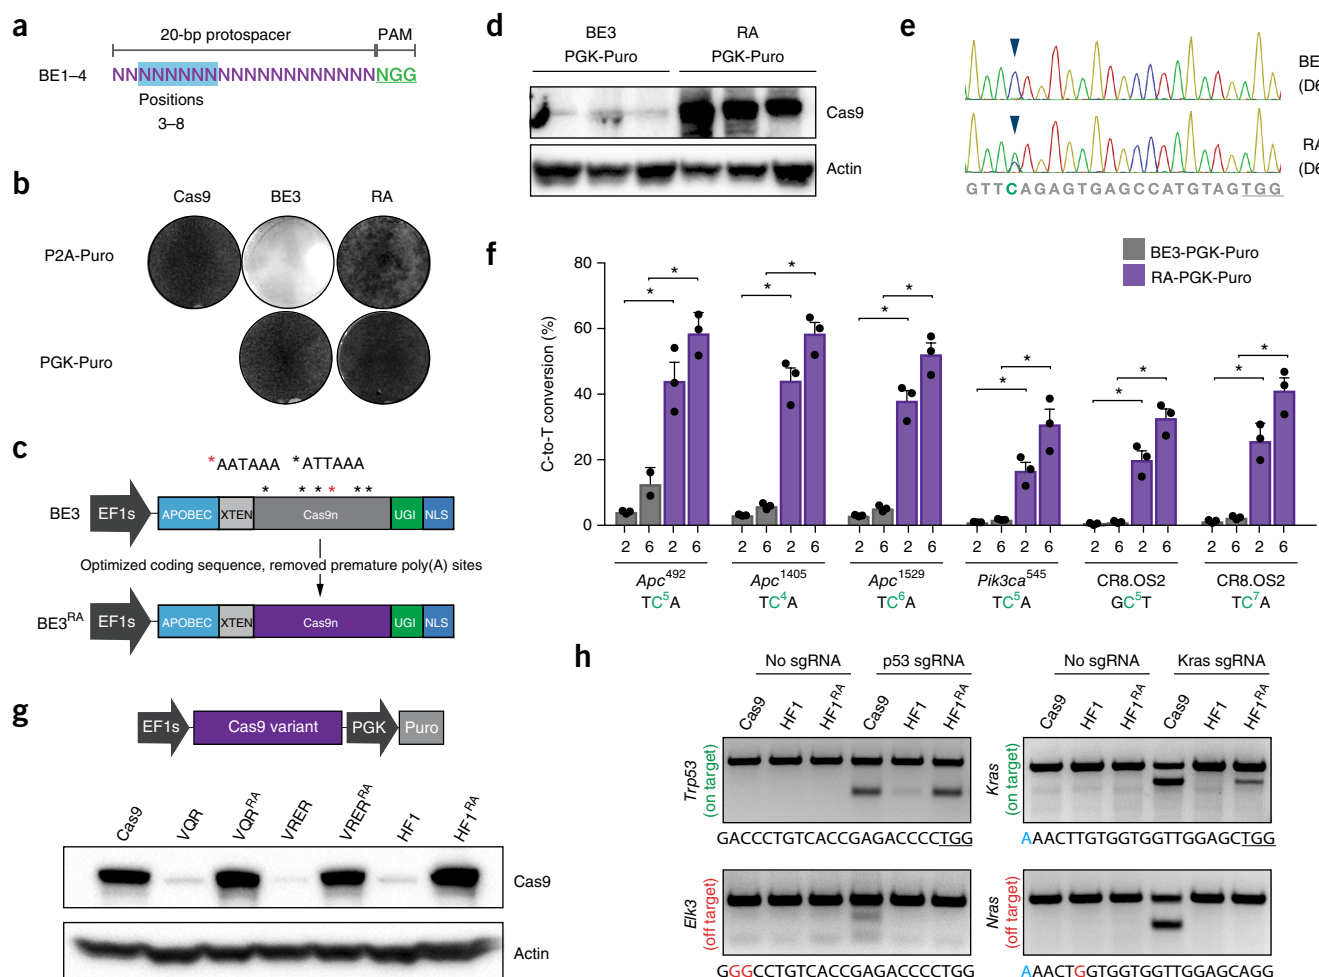 a
20-bp protospacer
PAM
BE1–4
NNNNNNNNNNNNNNNNNNNNNGG
Positions
3–8
b
Cas9
BE3
RA
P2A-Puro
PGK-Puro
c
*AATAAA
*ATTAAA
* * * * * *
BE3
EF1s
APOBEC
XTEN
Cas9n
UGI
NLS
Optimized coding sequence, removed premature poly(A) sites
BE3RA
EF1s
APOBEC
XTEN
Cas9n
UGI
NLS
d
BE3
PGK-Puro
RA
PGK-Puro
Cas9
Actin
e
BE
(D6
RA
(D6
GTTCAGAGTGAGCCATGTAGTGG
f
BE3-PGK-Puro
RA-PGK-Puro
C-to-T conversion (%)
80
60
40
20
0
* * * * * * * * * * * *
2 6 2 6
2 6 2 6
2 6 2 6
2 6 2 6
2 6 2 6
2 6 2 6
Apc492
TC5A
Apc1405
TC4A
Apc1529
TC6A
Pik3ca545
TC5A
CR8.OS2
GC5T
CR8.OS2
TC7A
g
EF1s
Cas9 variant
PGK
Puro
Cas9
VQR
VQRRA
VRER
VRERRA
HF1
HF1RA
Cas9
Actin
h
No sgRNA
p53 sgRNA
Cas9
HF1
HF1RA
Cas9
HF1
HF1RA
Trp53
(on target)
GACCCTGTCACCGAGACCCCTGG
Elk3
(off target)
GGGCCTGTCACCGAGACCCCTGG
No sgRNA
Kras sgRNA
Cas9
HF1
HF1RA
Cas9
HF1
HF1RA
Kras
(on target)
AAACTTGTGGTGGTTGGAGCTGG
Nras
(off target)
AAACTGGTGGTGGTTGGAGCAGG